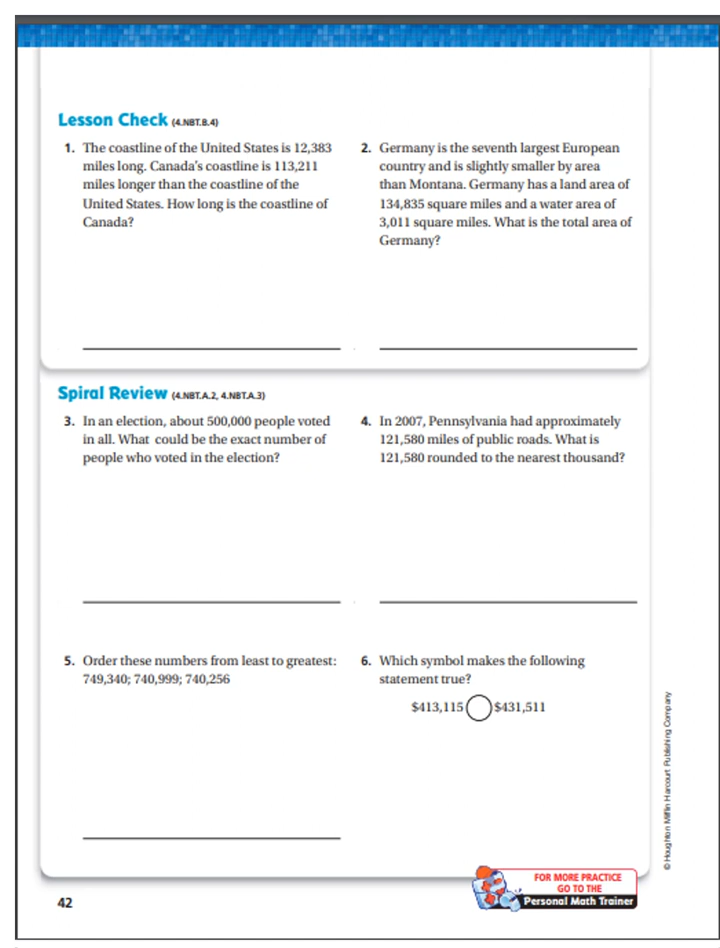 Lesson Check (4.NBT.B.4)
1. The coastline of the United States is 12,383
miles long. Canada's coastline is 113,211
miles longer than the coastline of the
United States. How long is the coastline of
Canada?
2. Germany is the seventh largest European
country and is slightly smaller by area
than Montana. Germany has a land area of
134,835 square miles and a water area of
3,011 square miles. What is the total area of
Germany?
Spiral Review (4.NBT.A.2, 4.NBT.A.3)
3. In an election, about 500,000 people voted
in all. What could be the exact number of
people who voted in the election?
4. In 2007, Pennsylvania had approximately
121,580 miles of public roads. What is
121,580 rounded to the nearest thousand?
5. Order these numbers from least to greatest:
749,340; 740,999; 740,256
6. Which symbol makes the following
statement true?
$413,115 $431,511
© Houghton Mifflin Harcourt Publishing Company
FOR MORE PRACTICE
GO TO THE
Personal Math Trainer
42